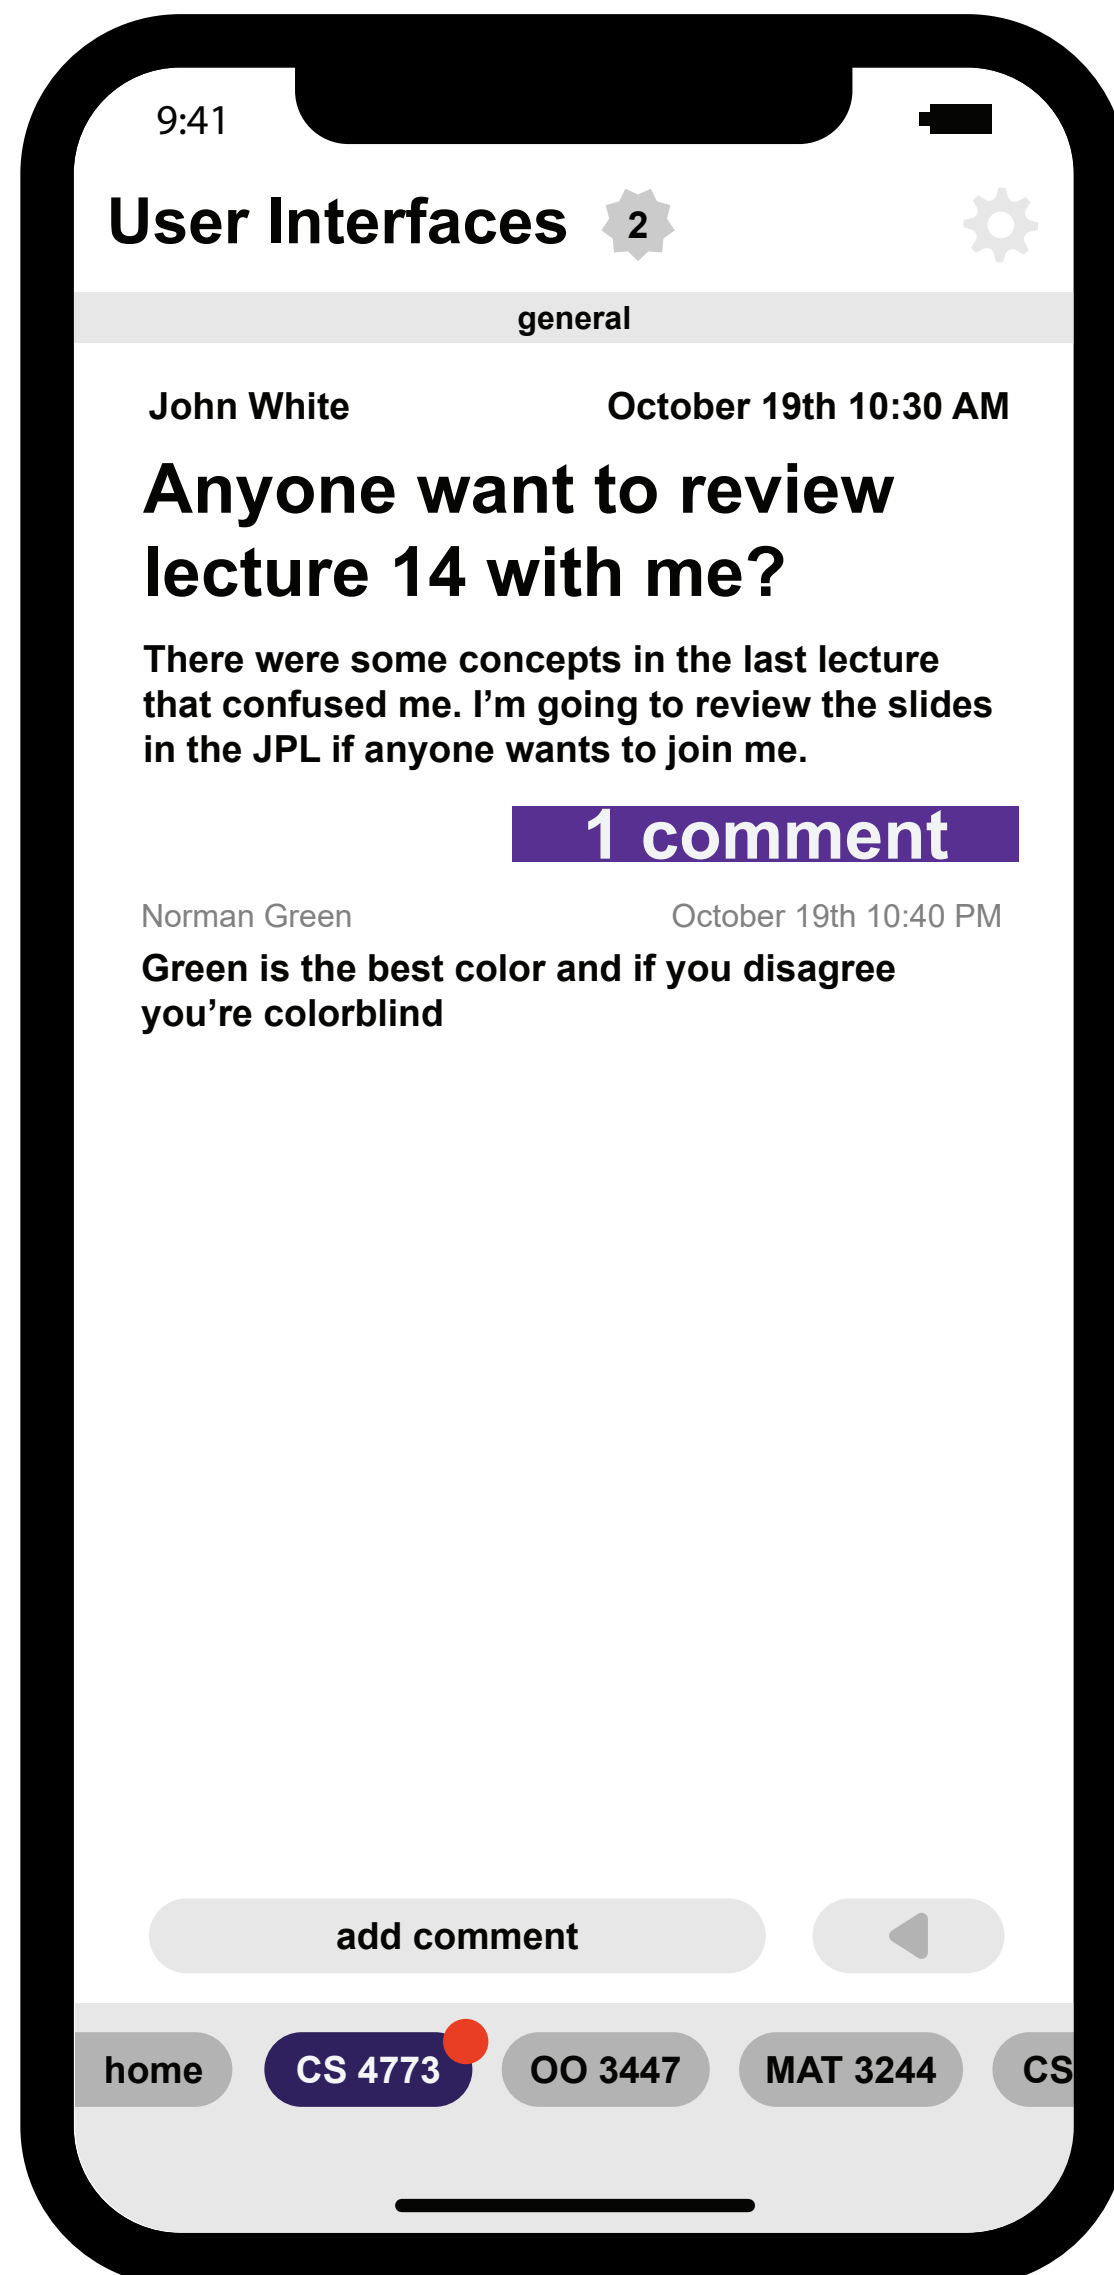 9:41
User Interfaces 2
general
John White October 19th 10:30 AM
Anyone want to review
lecture 14 with me?
There were some concepts in the last lecture
that confused me. I’m going to review the slides
in the JPL if anyone wants to join me.
1 comment
Norman Green October 19th 10:40 PM
Green is the best color and if you disagree
you’re colorblind
add comment
home CS 4773 OO 3447 MAT 3244 CS